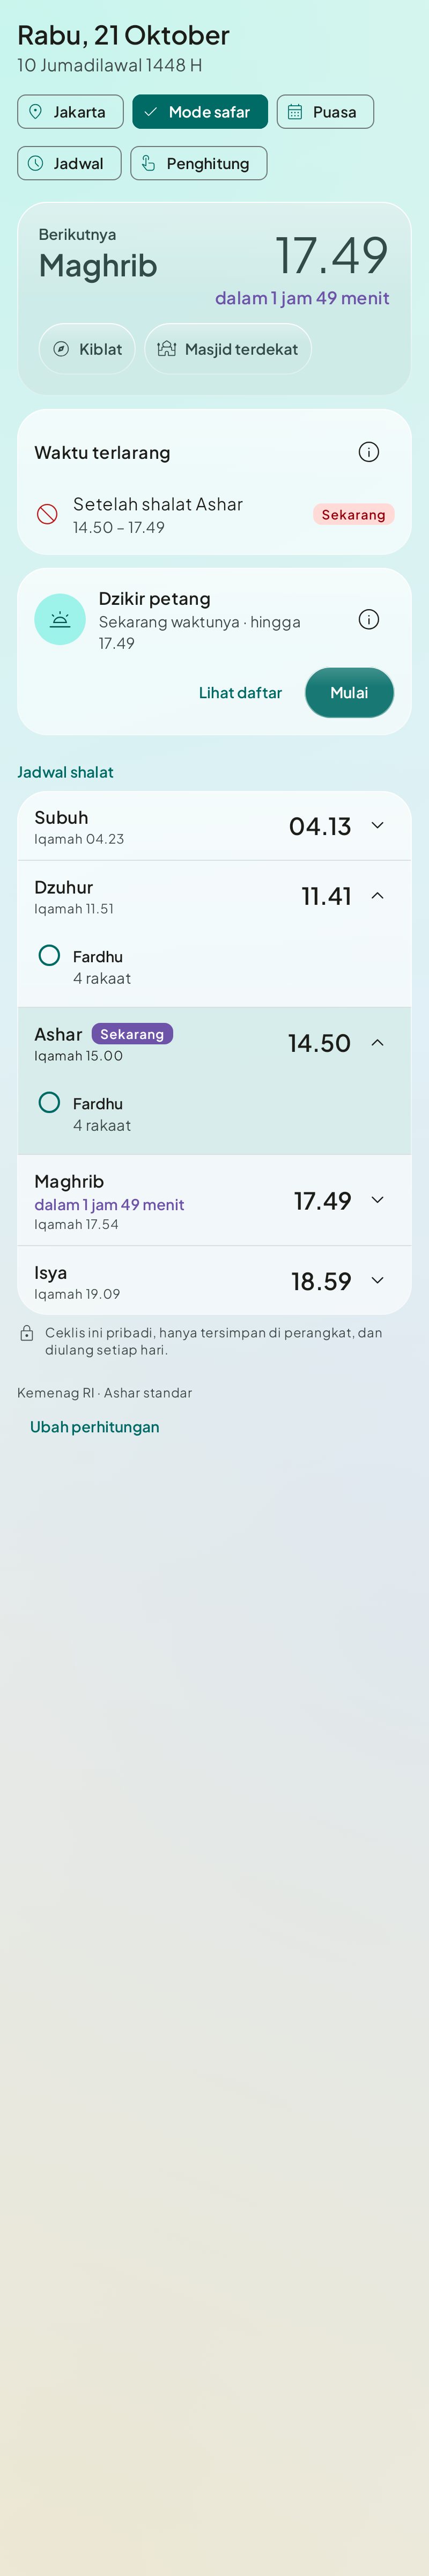 Rabu, 21 Oktober
10 Jumadilawal 1448 H
Jakarta
Mode safar
Puasa
Jadwal
Penghitung
Berikutnya
Maghrib
17.49
dalam 1 jam 49 menit
Kiblat
Masjid terdekat
Waktu terlarang
Setelah shalat Ashar
14.50 – 17.49
Sekarang
Dzikir petang
Sekarang waktunya · hingga
17.49
Lihat daftar
Mulai
Jadwal shalat
Subuh
Iqamah 04.23
04.13
Dzuhur
Iqamah 11.51
11.41
Fardhu
4 rakaat
Ashar
Sekarang
Iqamah 15.00
14.50
Fardhu
4 rakaat
Maghrib
dalam 1 jam 49 menit
Iqamah 17.54
17.49
Isya
Iqamah 19.09
18.59
Ceklis ini pribadi, hanya tersimpan di perangkat, dan
diulang setiap hari.
Kemenag RI · Ashar standar
Ubah perhitungan